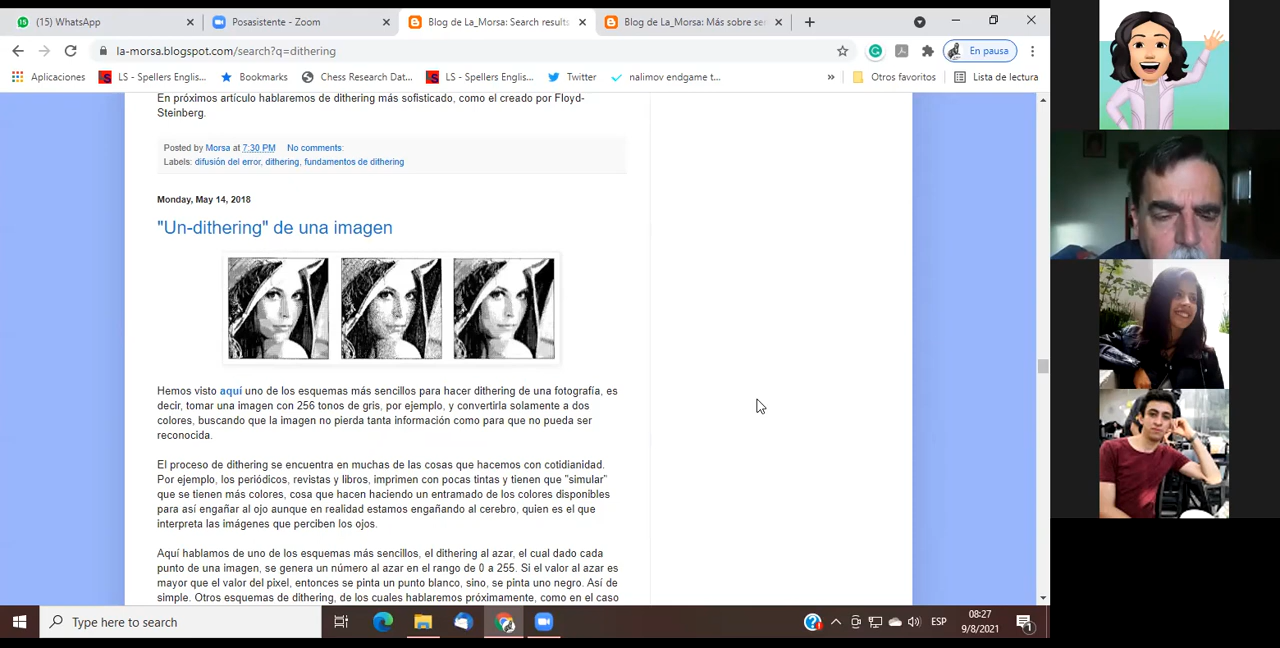 (15) WhatsApp
Posasistente - Zoom
Blog de La_Morsa: Search results
Blog de La_Morsa: Más sobre se
la-morsa.blogspot.com/search?q=dithering
En pausa
Aplicaciones
LS - Spellers Englis...
Bookmarks
Chess Research Dat...
LS - Spellers Englis...
Twitter
nalimov endgame t...
»
Otros favoritos
Lista de lectura
En próximos artículo hablaremos de dithering más sofisticado, como el creado por Floyd-
Steinberg.
Posted by Morsa at 7:30 PM No comments:
Labels: difusión del error, dithering, fundamentos de dithering
Monday, May 14, 2018
"Un-dithering" de una imagen
Hemos visto aquí uno de los esquemas más sencillos para hacer dithering de una fotografía, es
decir, tomar una imagen con 256 tonos de gris, por ejemplo, y convertirla solamente a dos
colores, buscando que la imagen no pierda tanta información como para que no pueda ser
reconocida.
El proceso de dithering se encuentra en muchas de las cosas que hacemos con cotidianidad.
Por ejemplo, los periódicos, revistas y libros, imprimen con pocas tintas y tienen que "simular"
que se tienen más colores, cosa que hacen haciendo un entramado de los colores disponibles
para así engañar al ojo aunque en realidad estamos engañando al cerebro, quien es el que
interpreta las imágenes que perciben los ojos.
Aquí hablamos de uno de los esquemas más sencillos, el dithering al azar, el cual dado cada
punto de una imagen, se genera un número al azar en el rango de 0 a 255. Si el valor al azar es
mayor que el valor del pixel, entonces se pinta un punto blanco, sino, se pinta uno negro. Así de
simple. Otros esquemas de dithering, de los cuales hablaremos próximamente, como en el caso
Type here to search
ESP
08:27
9/8/2021
1